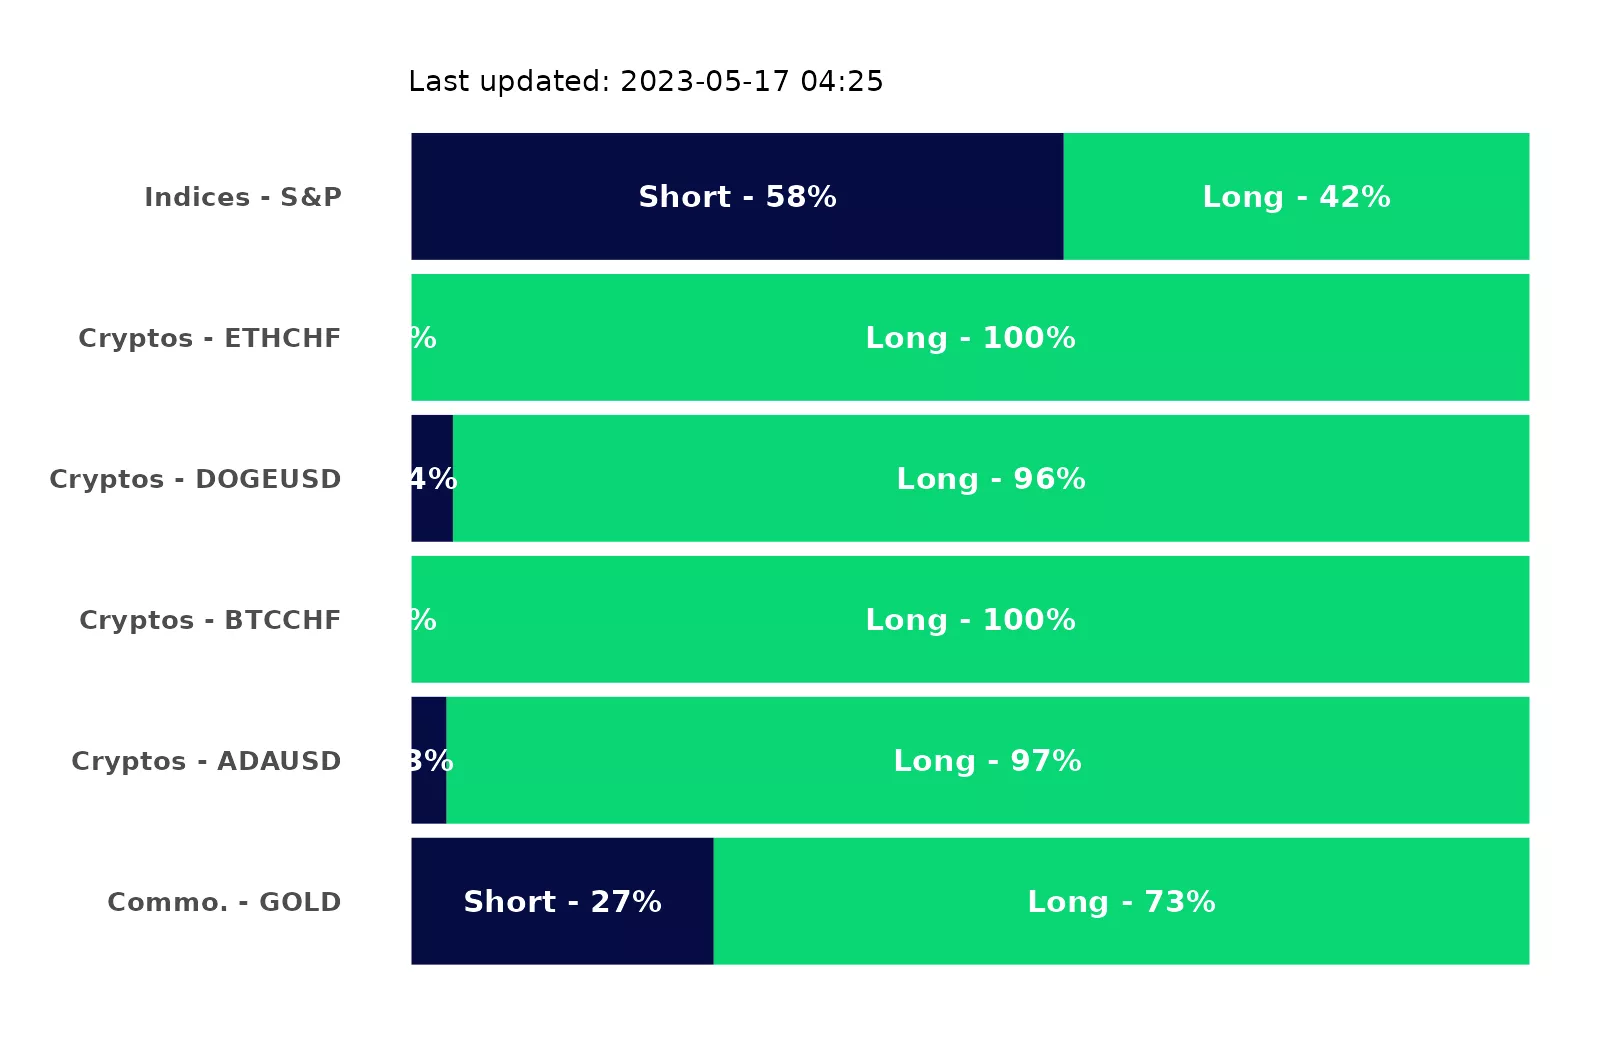 Last updated: 2023-05-17 04:25
Indices - S&P Short - 58% Long - 42%
Cryptos - ETHCHF % Long - 100%
Cryptos - DOGEUSD 4% Long - 96%
Cryptos - BTCCHF % Long - 100%
Cryptos - ADAUSD 3% Long - 97%
Commo. - GOLD Short - 27% Long - 73%